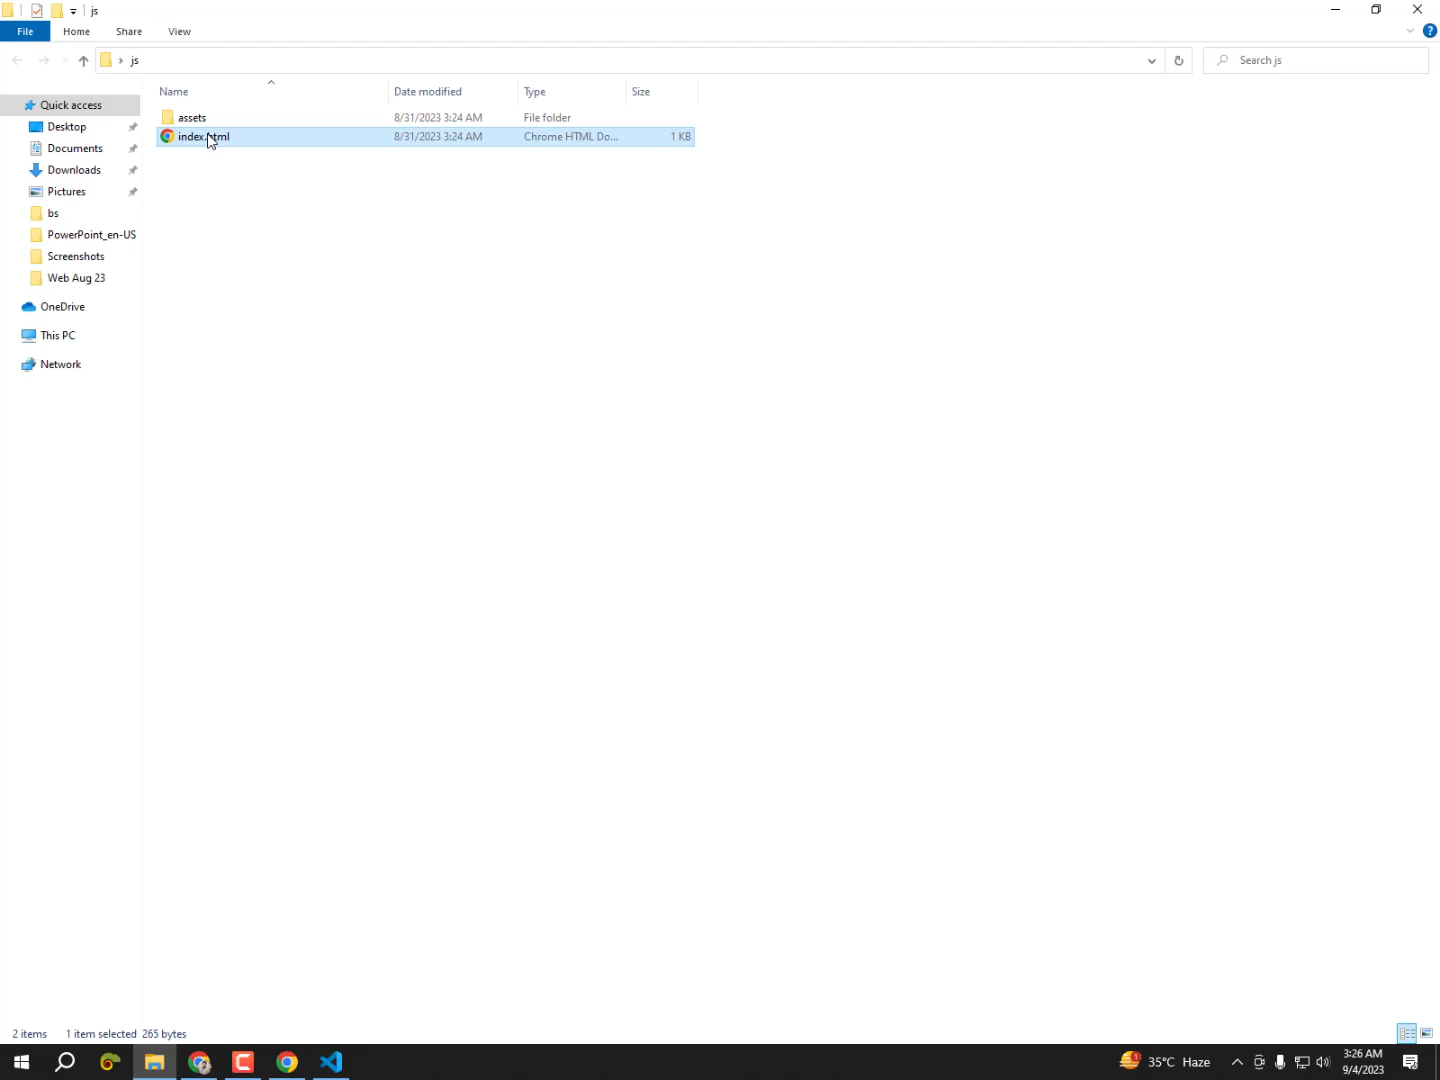 js
File Home Share View
js
Search js
Name Date modified Type Size
Quick access
assets 8/31/2023 3:24 AM File folder
Desktop
index.html 8/31/2023 3:24 AM Chrome HTML Do... 1 KB
Documents
Downloads
Pictures
bs
PowerPoint_en-US
Screenshots
Web Aug 23
OneDrive
This PC
Network
2 items 1 item selected 265 bytes
35°C Haze
3:26 AM
9/4/2023